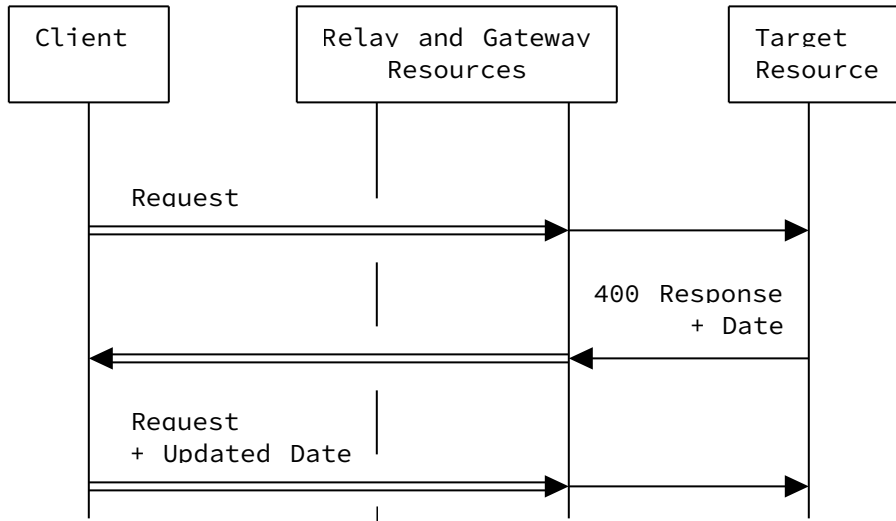 Client
Relay and Gateway
Resources
Target
Resource
Request
400 Response
+ Date
Request
+ Updated Date